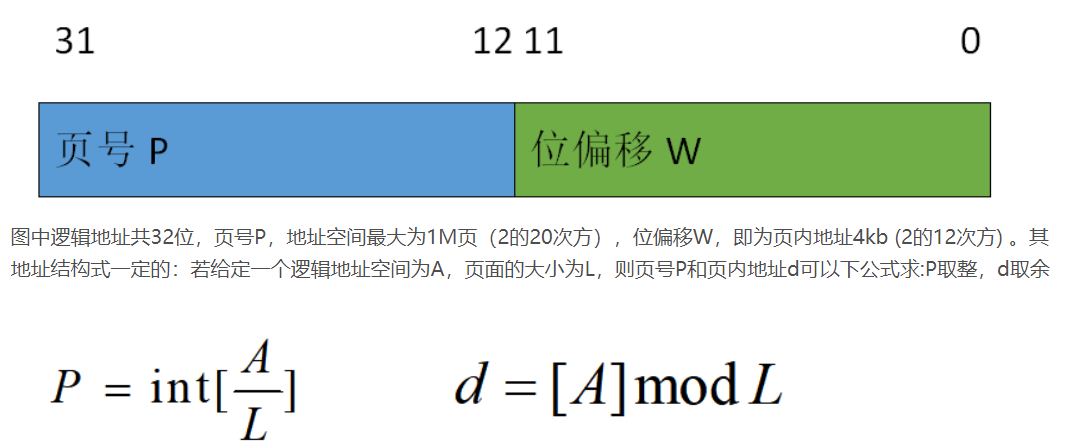 31 12 11 0
页号 P 位偏移 W
图中逻辑地址共32位，页号P，地址空间最大为1M页（2的20次方），位偏移W，即为页内地址4kb (2的12次方) 。其
地址结构式一定的：若给定一个逻辑地址空间为A，页面的大小为L，则页号P和页内地址d可以下公式求:P取整，d取余
P = int[A/L] d = [A]mod L